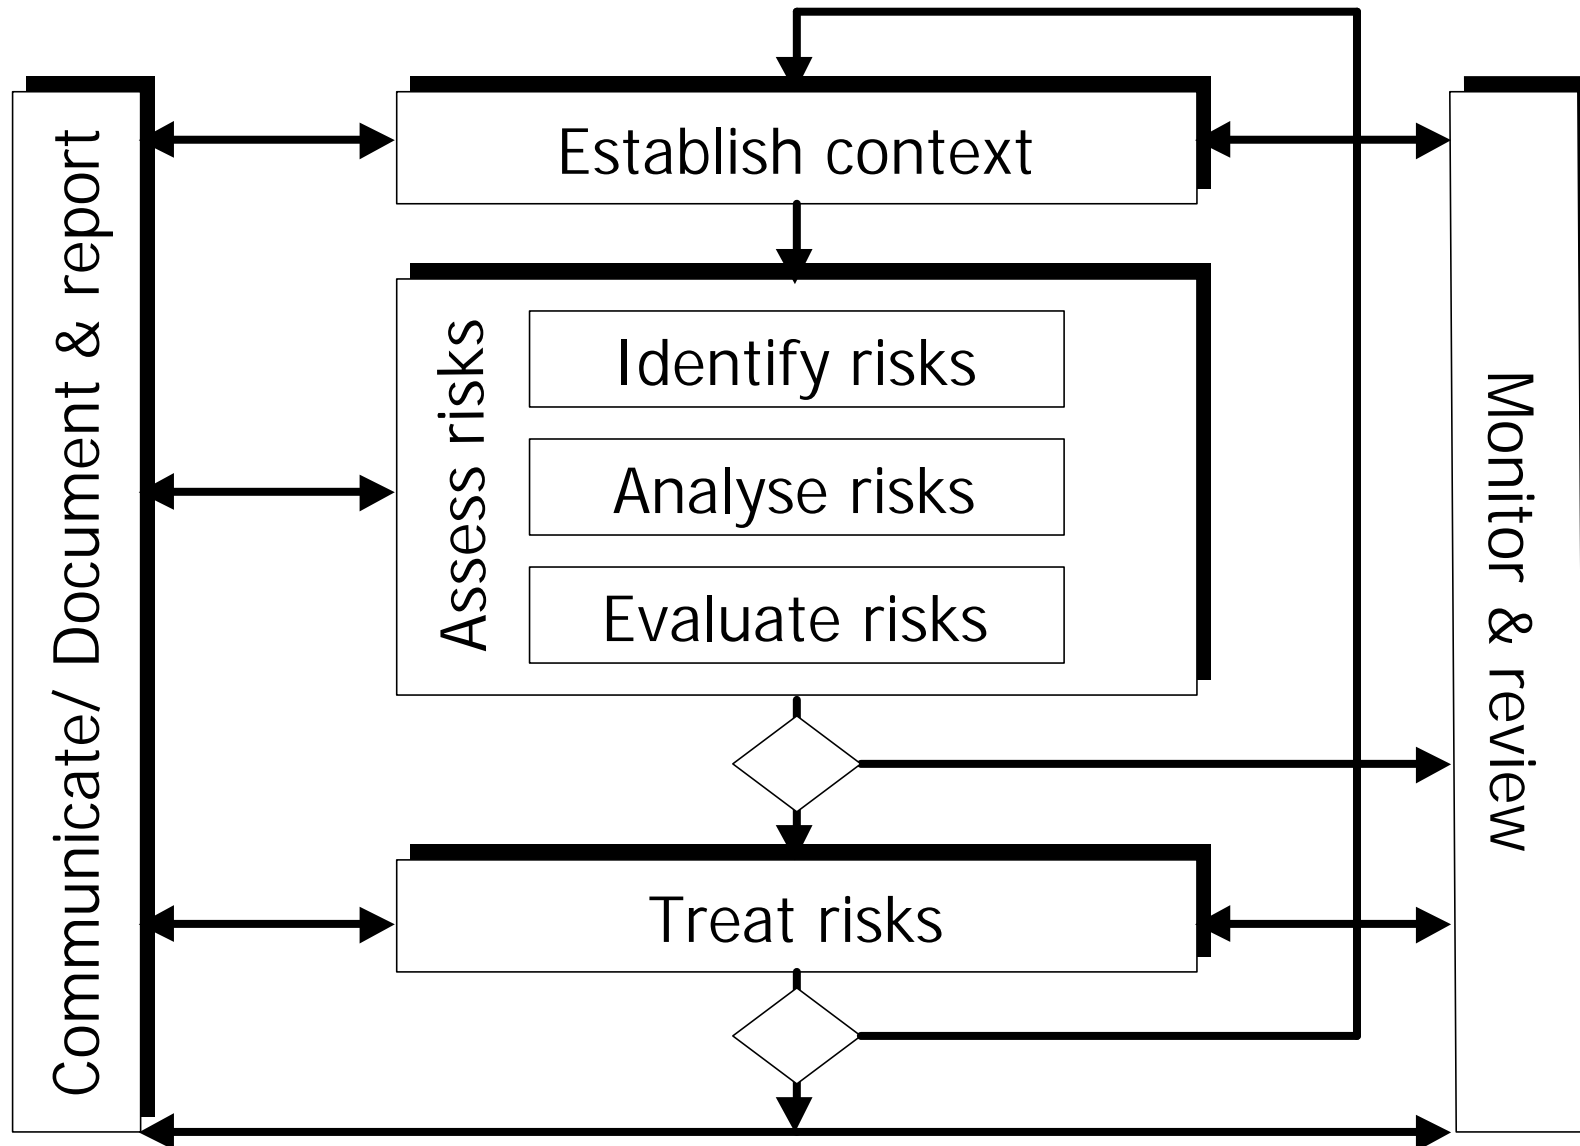 Communicate/ Document & report
Establish context
Assess risks
Identify risks
Analyse risks
Evaluate risks
Treat risks
Monitor & review